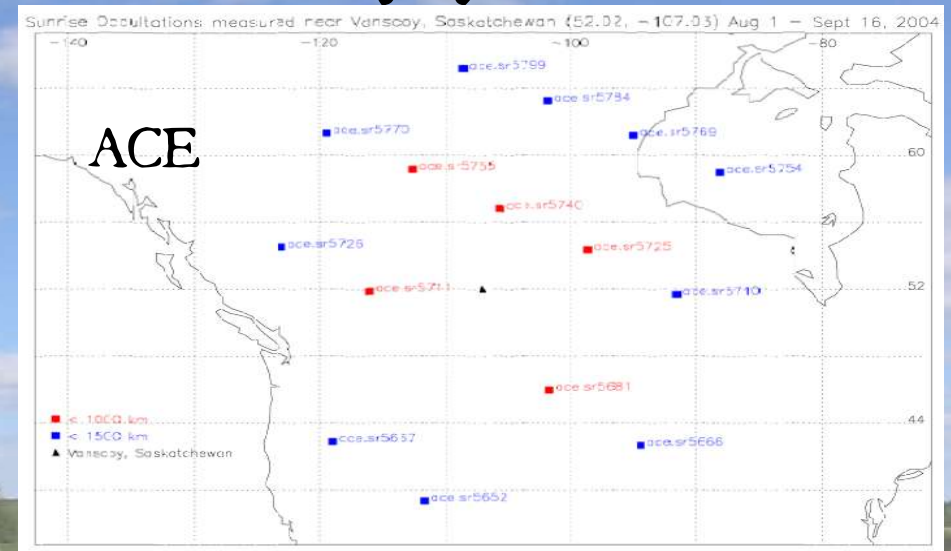 Sunrise Occultations measured near Vanscoy, Saskatchewan (52.02, -107.03) Aug 1 - Sept 16, 2004
-140 -120 -100 -80
ace.sr5799
ace.sr5784
ace.sr5770 ace.sr5769
ACE
60
ace.sr5755 ace.sr5754
ace.sr5740
ace.sr5726 ace.sr5725
ace.sr5711 ace.sr5710 52
ace.sr5681
< 1000 km 44
< 1500 km
ace.sr5666
Vanscoy, Saskatchewan
ace.sr5652